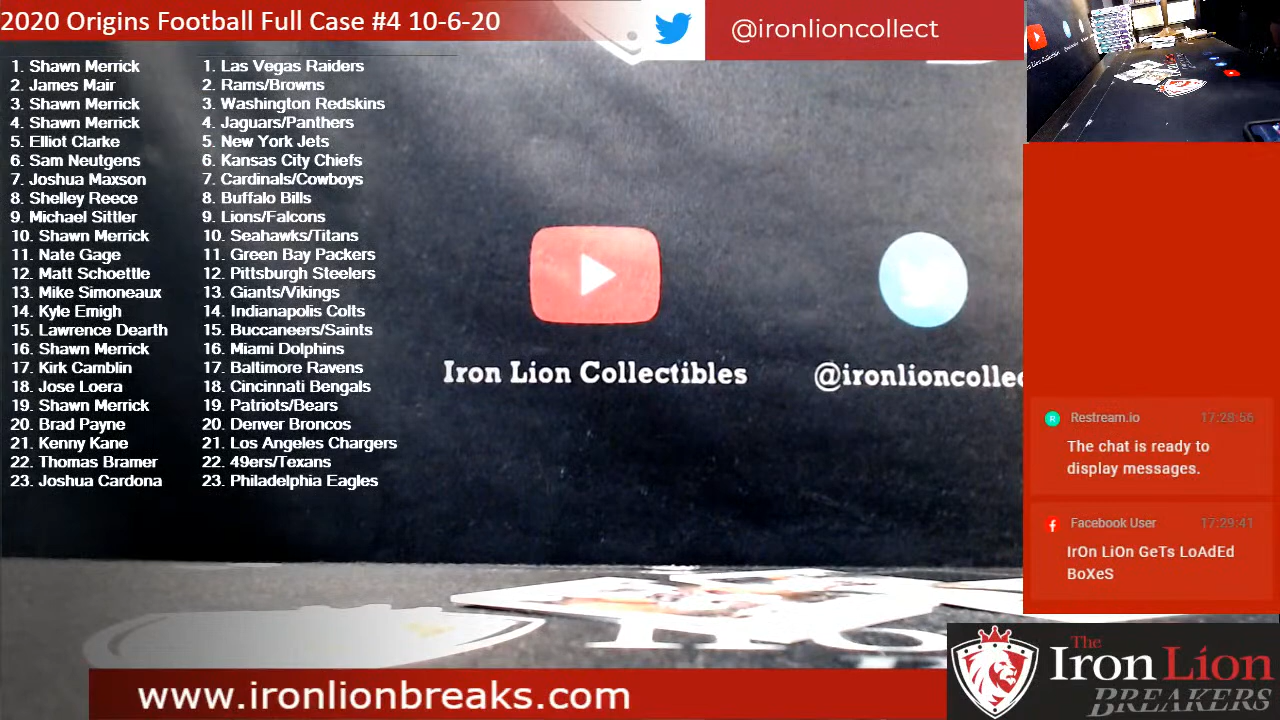 2020 Origins Football Full Case #4 10-6-20
@ironlioncollect
1. Shawn Merrick
2. James Mair
3. Shawn Merrick
4. Shawn Merrick
5. Elliot Clarke
6. Sam Neutgens
7. Joshua Maxson
8. Shelley Reece
9. Michael Sittler
10. Shawn Merrick
11. Nate Gage
12. Matt Schoettle
13. Mike Simoneaux
14. Kyle Emigh
15. Lawrence Dearth
16. Shawn Merrick
17. Kirk Camblin
18. Jose Loera
19. Shawn Merrick
20. Brad Payne
21. Kenny Kane
22. Thomas Bramer
23. Joshua Cardona
1. Las Vegas Raiders
2. Rams/Browns
3. Washington Redskins
4. Jaguars/Panthers
5. New York Jets
6. Kansas City Chiefs
7. Cardinals/Cowboys
8. Buffalo Bills
9. Lions/Falcons
10. Seahawks/Titans
11. Green Bay Packers
12. Pittsburgh Steelers
13. Giants/Vikings
14. Indianapolis Colts
15. Buccaneers/Saints
16. Miami Dolphins
17. Baltimore Ravens
18. Cincinnati Bengals
19. Patriots/Bears
20. Denver Broncos
21. Los Angeles Chargers
22. 49ers/Texans
23. Philadelphia Eagles
Iron Lion Collectibles
@ironlioncollec
Restream.io 17:28:56
The chat is ready to
display messages.
Facebook User 17:29:41
IrOn LiOn GeTs LoAdEd
BoXeS
www.ironlionbreaks.com
The
Iron Lion
BREAKERS